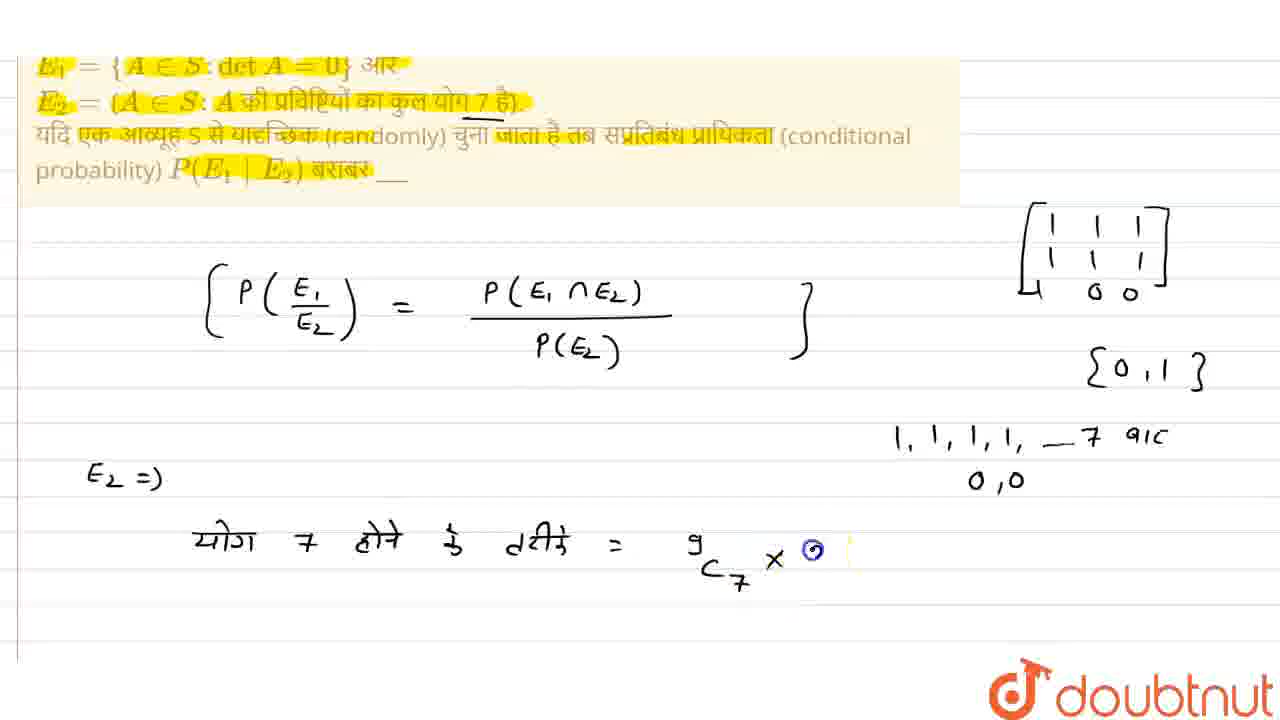 E₁ = {A ∈ S : det A = 0} और
E₂ = (A ∈ S : A की प्रविष्टियों का कुल योग 7 है).
यदि एक आव्यूह S से यादृच्छिक (randomly) चुना जाता है तब सप्रतिबंध प्रायिकता (conditional
probability) P(E₁ | E₂) बराबर __
[ 1 1 1
1 1 1
1 0 0 ]
[ P(E₁/E₂) = P(E₁ ∩ E₂) / P(E₂) ]
{0, 1}
1, 1, 1, 1, — 7 बार
0, 0
E₂ ⇒
योग 7 होने के तरीके = ⁹C₇ ×
doubtnut